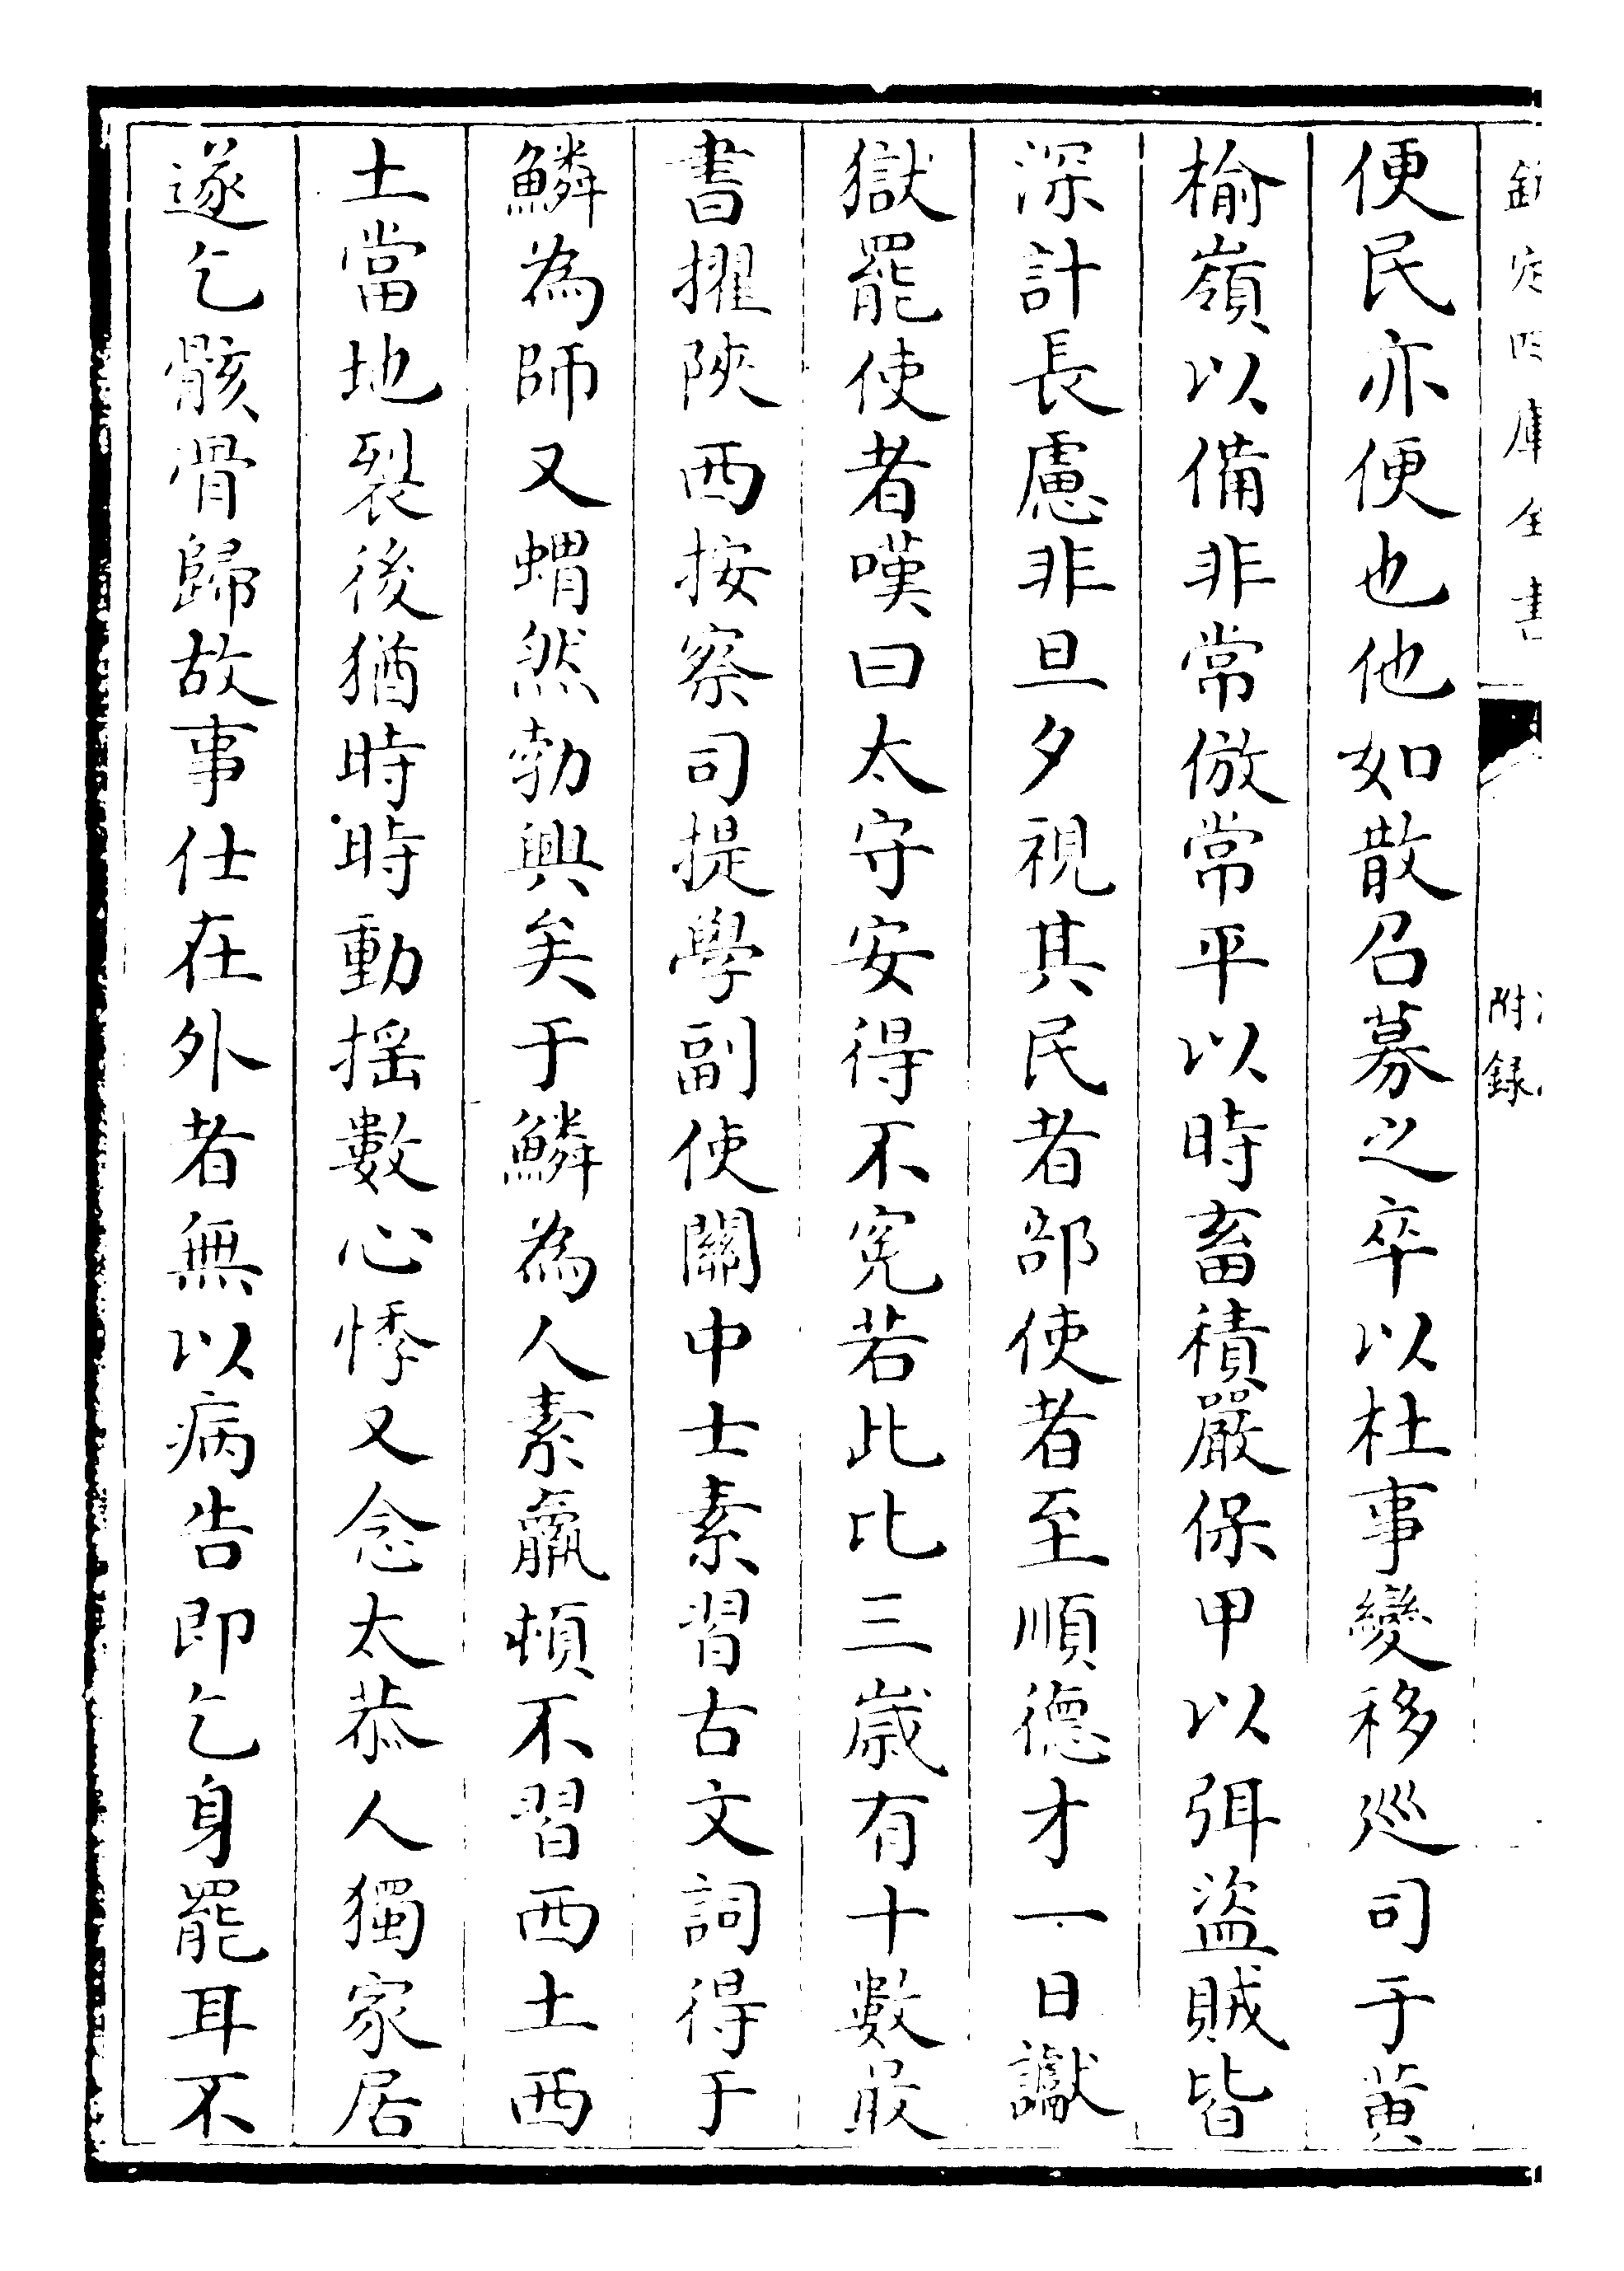 欽定四庫全書
附録
便民亦便也他如散召募之卒以杜事變移廵司于黄
榆嶺以備非常倣常平以時畜積嚴保甲以弭盜賊皆
深計長慮非旦夕視其民者郤使者至順德才一日讞
獄罷使者嘆曰太守安得不寃若此比三歲有十數㝡
書擢陜西按察司提學副使關中士素習古文詞得于
鱗為師又蝟然勃興矣于鱗為人素羸頓不習西土西
土當地裂後猶時時動揺數心悸又念太恭人獨家居
遂乞骸骨歸故事仕在外者無以病告即乞身罷耳不